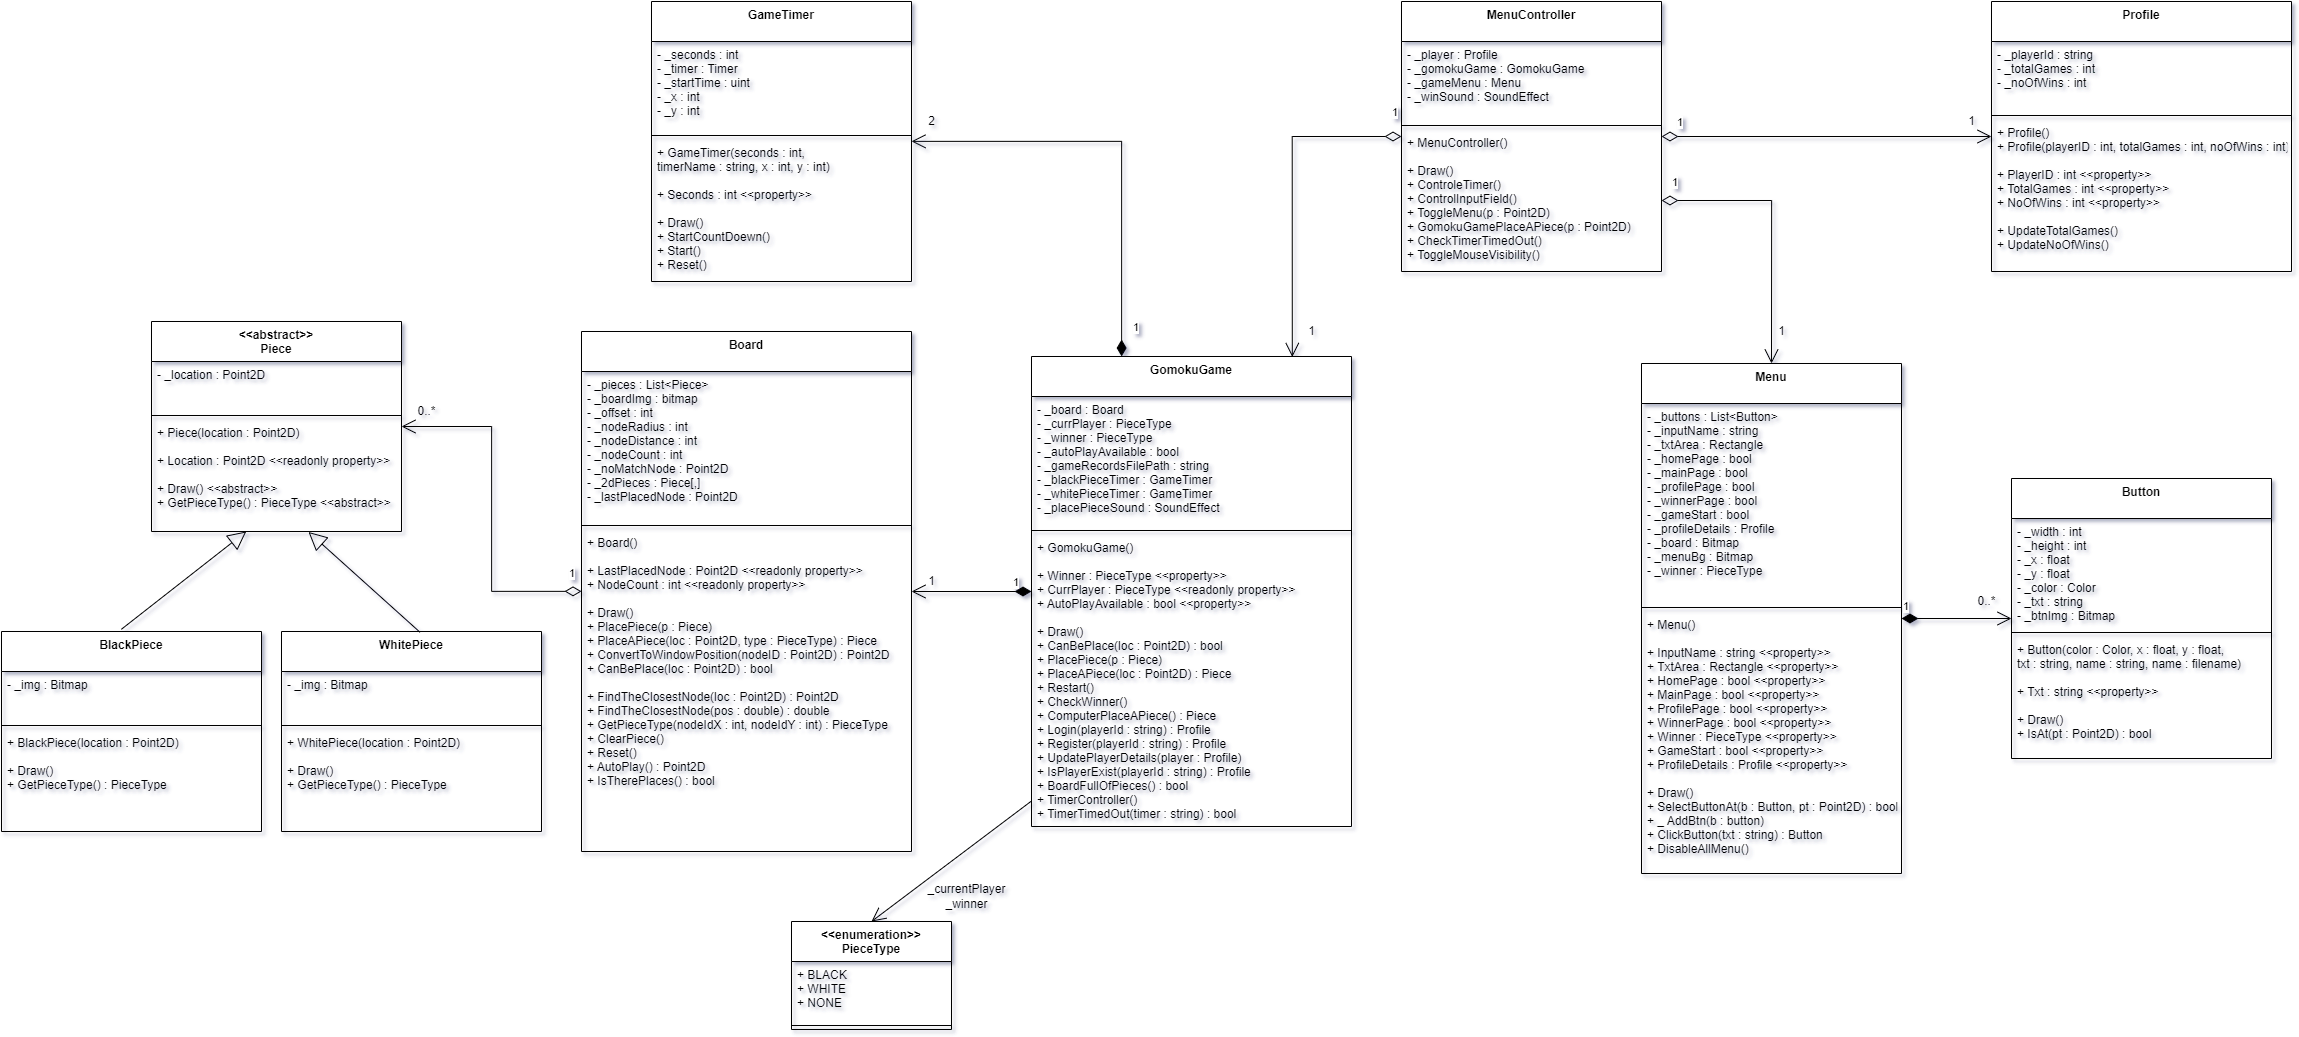 GameTimer
- _seconds : int
- _timer : Timer
- _startTime : uint
- _x : int
- _y : int
+ GameTimer(seconds : int,
timerName : string, x : int, y : int)
+ Seconds : int <<property>>
+ Draw()
+ StartCountDoewn()
+ Start()
+ Reset()
2
1
MenuController
- _player : Profile
- _gomokuGame : GomokuGame
- _gameMenu : Menu
- _winSound : SoundEffect
+ MenuController()
+ Draw()
+ ControleTimer()
+ ControlInputField()
+ ToggleMenu(p : Point2D)
+ GomokuGamePlaceAPiece(p : Point2D)
+ CheckTimerTimedOut()
+ ToggleMouseVisibility()
1
1
1
1
1
1
Profile
- _playerId : string
- _totalGames : int
- _noOfWins : int
+ Profile()
+ Profile(playerID : int, totalGames : int, noOfWins : int)
+ PlayerID : int <<property>>
+ TotalGames : int <<property>>
+ NoOfWins : int <<property>>
+ UpdateTotalGames()
+ UpdateNoOfWins()
<<abstract>>
Piece
- _location : Point2D
+ Piece(location : Point2D)
+ Location : Point2D <<readonly property>>
+ Draw() <<abstract>>
+ GetPieceType() : PieceType <<abstract>>
0..*
1
BlackPiece
- _img : Bitmap
+ BlackPiece(location : Point2D)
+ Draw()
+ GetPieceType() : PieceType
WhitePiece
- _img : Bitmap
+ WhitePiece(location : Point2D)
+ Draw()
+ GetPieceType() : PieceType
Board
- _pieces : List<Piece>
- _boardImg : bitmap
- _offset : int
- _nodeRadius : int
- _nodeDistance : int
- _nodeCount : int
- _noMatchNode : Point2D
- _2dPieces : Piece[,]
- _lastPlacedNode : Point2D
+ Board()
+ LastPlacedNode : Point2D <<readonly property>>
+ NodeCount : int <<readonly property>>
+ Draw()
+ PlacePiece(p : Piece)
+ PlaceAPiece(loc : Point2D, type : PieceType) : Piece
+ ConvertToWindowPosition(nodeID : Point2D) : Point2D
+ CanBePlace(loc : Point2D) : bool
+ FindTheClosestNode(loc : Point2D) : Point2D
+ FindTheClosestNode(pos : double) : double
+ GetPieceType(nodeIdX : int, nodeIdY : int) : PieceType
+ ClearPiece()
+ Reset()
+ AutoPlay() : Point2D
+ IsTherePlaces() : bool
1
1
GomokuGame
- _board : Board
- _currPlayer : PieceType
- _winner : PieceType
- _autoPlayAvailable : bool
- _gameRecordsFilePath : string
- _blackPieceTimer : GameTimer
- _whitePieceTimer : GameTimer
- _placePieceSound : SoundEffect
+ GomokuGame()
+ Winner : PieceType <<property>>
+ CurrPlayer : PieceType <<readonly property>>
+ AutoPlayAvailable : bool <<property>>
+ Draw()
+ CanBePlace(loc : Point2D) : bool
+ PlacePiece(p : Piece)
+ PlaceAPiece(loc : Point2D) : Piece
+ Restart()
+ CheckWinner()
+ ComputerPlaceAPiece() : Piece
+ Login(playerId : string) : Profile
+ Register(playerId : string) : Profile
+ UpdatePlayerDetails(player : Profile)
+ IsPlayerExist(playerId : string) : Profile
+ BoardFullOfPieces() : bool
+ TimerController()
+ TimerTimedOut(timer : string) : bool
_currentPlayer
_winner
<<enumeration>>
PieceType
+ BLACK
+ WHITE
+ NONE
Menu
- _buttons : List<Button>
- _inputName : string
- _txtArea : Rectangle
- _homePage : bool
- _mainPage : bool
- _profilePage : bool
- _winnerPage : bool
- _gameStart : bool
- _profileDetails : Profile
- _board : Bitmap
- _menuBg : Bitmap
- _winner : PieceType
+ Menu()
+ InputName : string <<property>>
+ TxtArea : Rectangle <<property>>
+ HomePage : bool <<property>>
+ MainPage : bool <<property>>
+ ProfilePage : bool <<property>>
+ WinnerPage : bool <<property>>
+ Winner : PieceType <<property>>
+ GameStart : bool <<property>>
+ ProfileDetails : Profile <<property>>
+ Draw()
+ SelectButtonAt(b : Button, pt : Point2D) : bool
+ _ AddBtn(b : button)
+ ClickButton(txt : string) : Button
+ DisableAllMenu()
1
0..*
Button
- _width : int
- _height : int
- _x : float
- _y : float
- _color : Color
- _txt : string
- _btnImg : Bitmap
+ Button(color : Color, x : float, y : float,
txt : string, name : string, name : filename)
+ Txt : string <<property>>
+ Draw()
+ IsAt(pt : Point2D) : bool